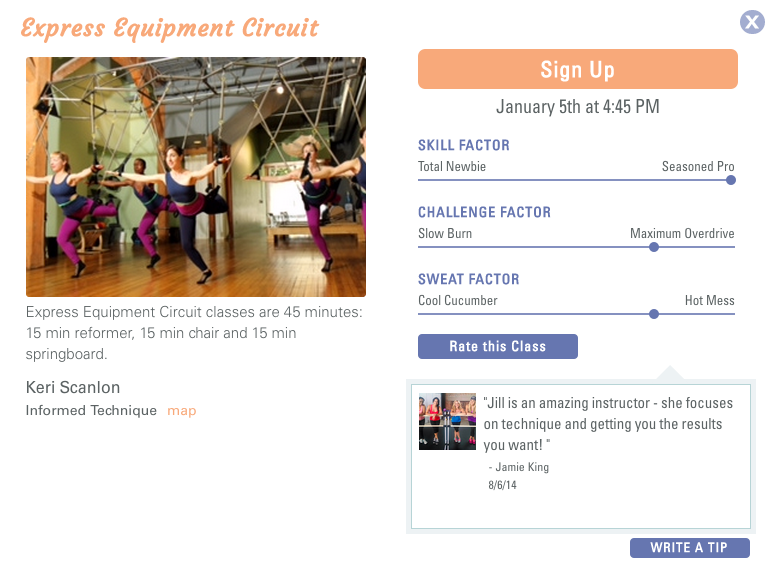 Express Equipment Circuit
X
Sign Up
January 5th at 4:45 PM
SKILL FACTOR
Total Newbie Seasoned Pro
CHALLENGE FACTOR
Slow Burn Maximum Overdrive
SWEAT FACTOR
Cool Cucumber Hot Mess
Rate this Class
Express Equipment Circuit classes are 45 minutes:
15 min reformer, 15 min chair and 15 min
springboard.
Keri Scanlon
Informed Technique map
"Jill is an amazing instructor - she focuses
on technique and getting you the results
you want! "
- Jamie King
8/6/14
WRITE A TIP